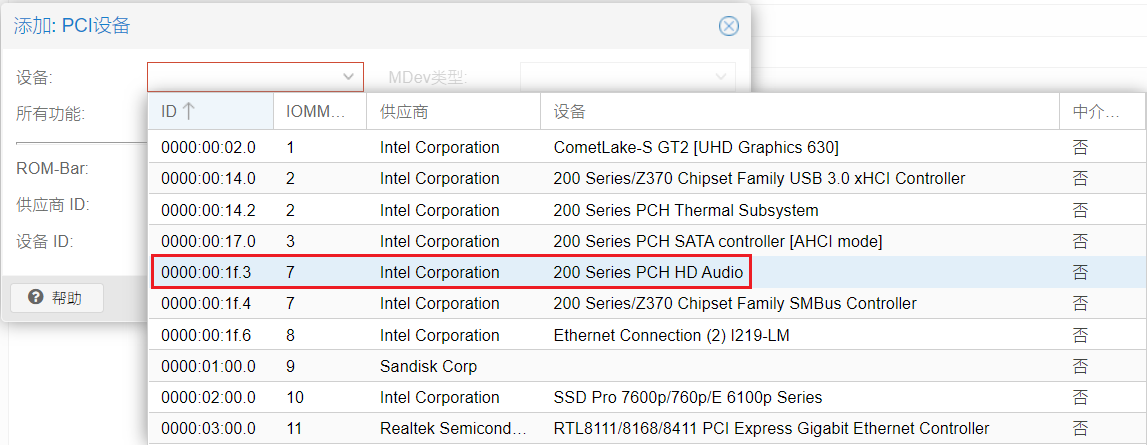 添加: PCI设备
设备: MDev类型:
ID IOMM... 供应商 设备 中介...
所有功能:
0000:00:02.0 1 Intel Corporation CometLake-S GT2 [UHD Graphics 630] 否
ROM-Bar:
0000:00:14.0 2 Intel Corporation 200 Series/Z370 Chipset Family USB 3.0 xHCI Controller 否
供应商 ID:
0000:00:14.2 2 Intel Corporation 200 Series PCH Thermal Subsystem 否
设备 ID:
0000:00:17.0 3 Intel Corporation 200 Series PCH SATA controller [AHCI mode] 否
0000:00:1f.3 7 Intel Corporation 200 Series PCH HD Audio 否
帮助
0000:00:1f.4 7 Intel Corporation 200 Series/Z370 Chipset Family SMBus Controller 否
0000:00:1f.6 8 Intel Corporation Ethernet Connection (2) I219-LM 否
0000:01:00.0 9 Sandisk Corp 否
0000:02:00.0 10 Intel Corporation SSD Pro 7600p/760p/E 6100p Series 否
0000:03:00.0 11 Realtek Semicond... RTL8111/8168/8411 PCI Express Gigabit Ethernet Controller 否